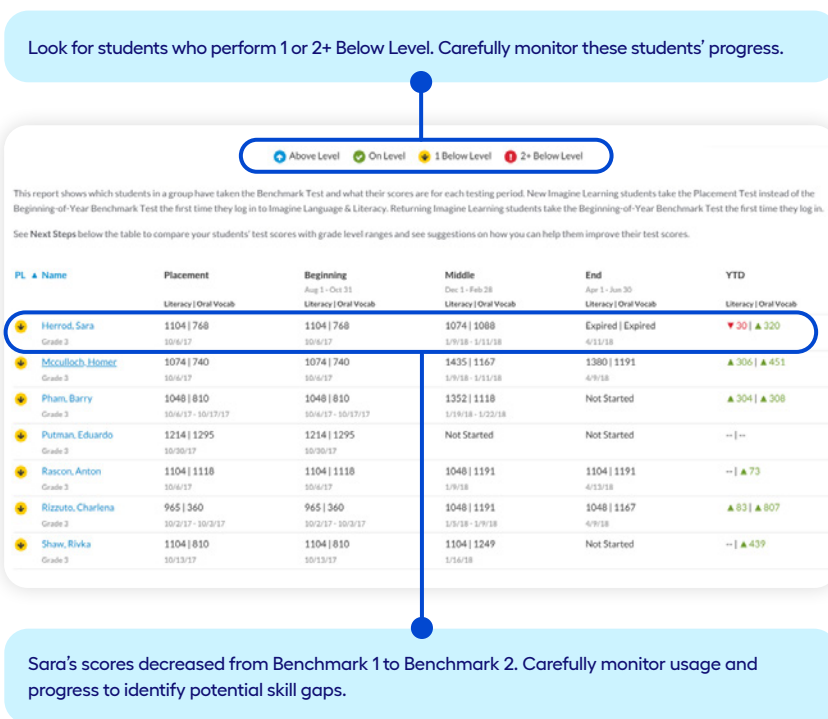 Look for students who perform 1 or 2+ Below Level. Carefully monitor these students’ progress.
Above Level On Level 1 Below Level 2+ Below Level
This report shows which students in a group have taken the Benchmark Test and what their scores are for each testing period. New Imagine Learning students take the Placement Test instead of the
Beginning-of-Year Benchmark Test the first time they log in to Imagine Language & Literacy. Returning Imagine Learning students take the Beginning-of-Year Benchmark Test the first time they log in.
See Next Steps below the table to compare your students’ test scores with grade level ranges and see suggestions on how you can help them improve their test scores.
PL ▲ Name Placement Beginning Middle End YTD
Aug 1 - Oct 31 Dec 1 - Feb 28 Apr 1 - Jun 30
Literacy | Oral Vocab Literacy | Oral Vocab Literacy | Oral Vocab Literacy | Oral Vocab Literacy | Oral Vocab
Herrod, Sara 1104 | 768 1104 | 768 1074 | 1088 Expired | Expired ▼ 30 | ▲ 320
Grade 3 10/6/17 10/6/17 1/9/18 - 1/11/18 4/11/18
Mcculloch, Homer 1074 | 740 1074 | 740 1435 | 1167 1380 | 1191 ▲ 306 | ▲ 451
Grade 3 10/6/17 10/6/17 1/9/18 - 1/11/18 4/9/18
Pham, Barry 1048 | 810 1048 | 810 1352 | 1118 Not Started ▲ 304 | ▲ 308
Grade 3 10/6/17 - 10/17/17 10/6/17 - 10/17/17 1/19/18 - 1/22/18
Putman, Eduardo 1214 | 1295 1214 | 1295 Not Started Not Started -- | --
Grade 3 10/30/17 10/30/17
Rascon, Anton 1104 | 1118 1104 | 1118 1048 | 1191 1104 | 1191 -- | ▲ 73
Grade 3 10/6/17 10/6/17 1/9/18 4/13/18
Rizzuto, Charlena 965 | 360 965 | 360 1048 | 1191 1048 | 1167 ▲ 83 | ▲ 807
Grade 3 10/2/17 - 10/3/17 10/2/17 - 10/3/17 1/5/18 - 1/9/18 4/9/18
Shaw, Rivka 1104 | 810 1104 | 810 1104 | 1249 Not Started -- | ▲ 439
Grade 3 10/13/17 10/13/17 1/16/18
Sara’s scores decreased from Benchmark 1 to Benchmark 2. Carefully monitor usage and
progress to identify potential skill gaps.